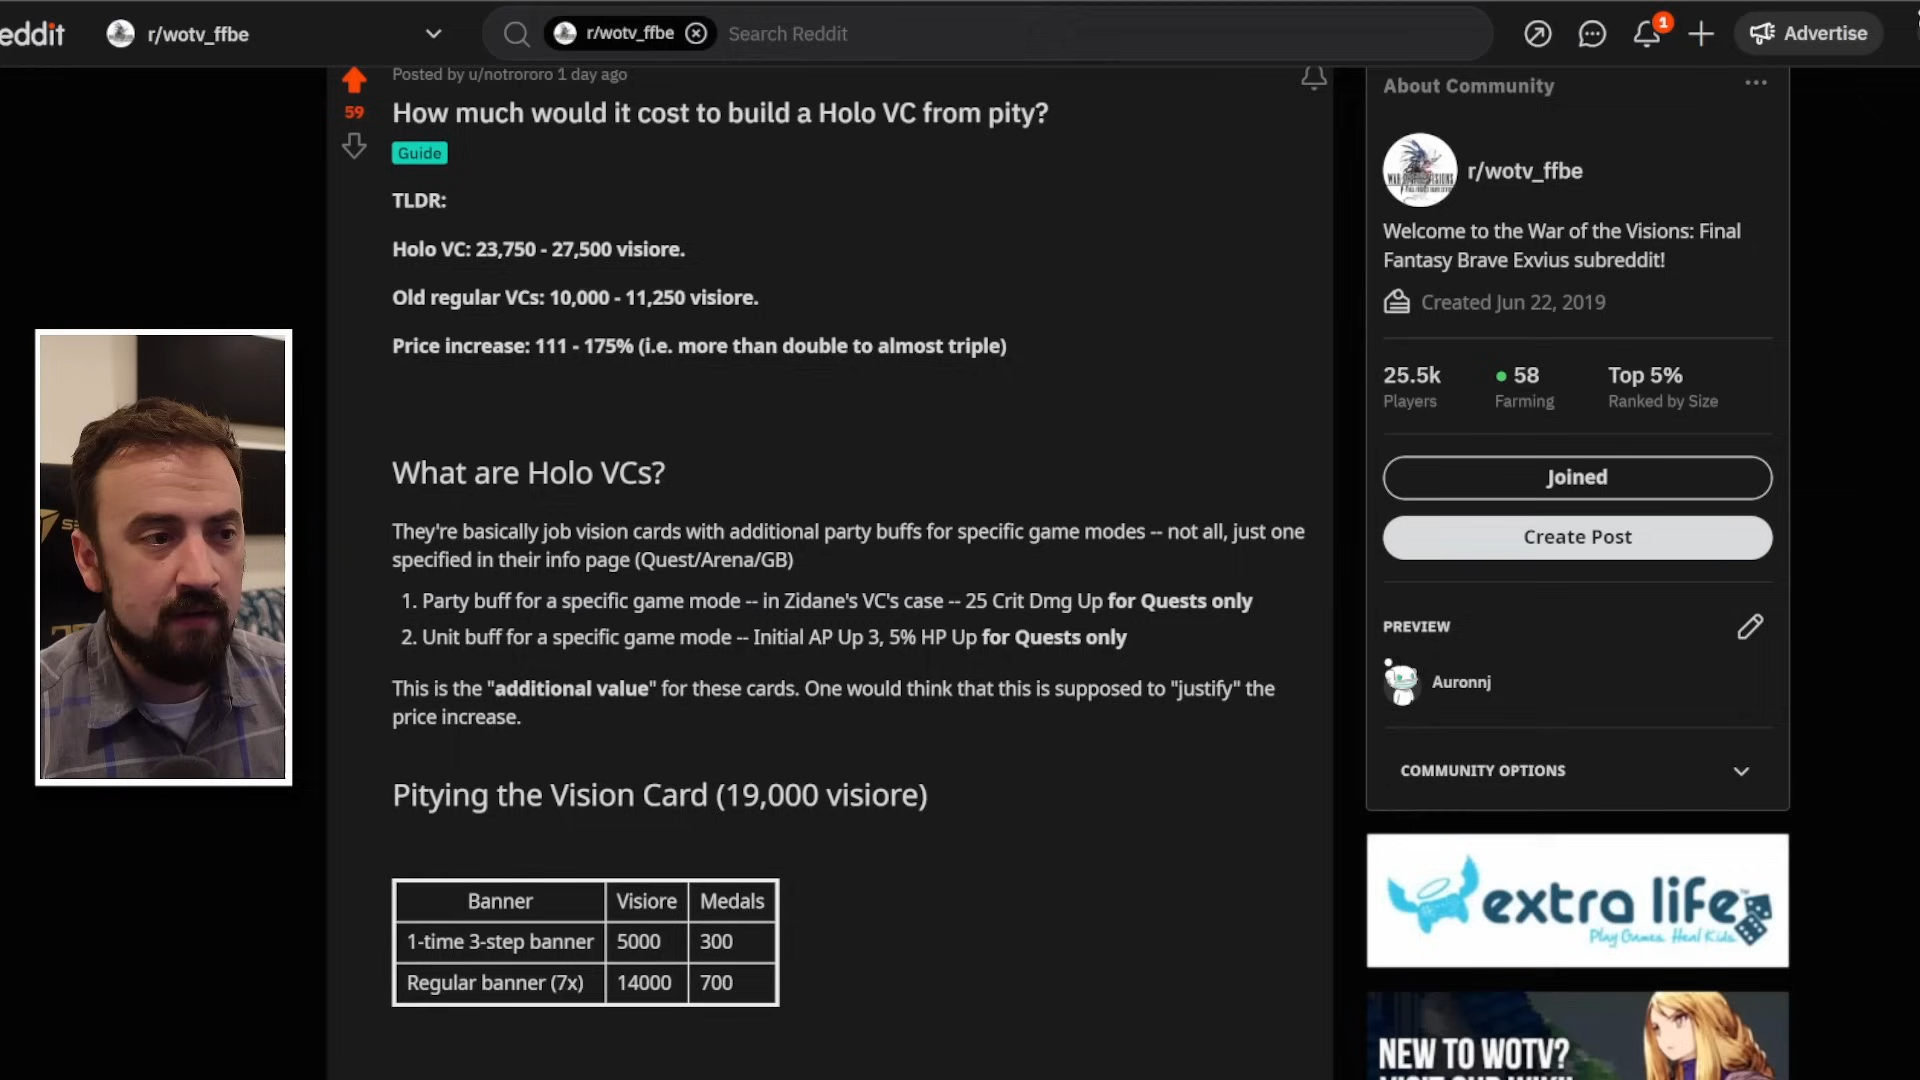 eddit
r/wotv_ffbe
r/wotv_ffbe
Search Reddit
1
Advertise
Posted by u/notrororo 1 day ago
59
How much would it cost to build a Holo VC from pity?
Guide
TLDR:
Holo VC: 23,750 - 27,500 visiore.
Old regular VCs: 10,000 - 11,250 visiore.
Price increase: 111 - 175% (i.e. more than double to almost triple)
What are Holo VCs?
They're basically job vision cards with additional party buffs for specific game modes -- not all, just one
specified in their info page (Quest/Arena/GB)
1. Party buff for a specific game mode -- in Zidane's VC's case -- 25 Crit Dmg Up for Quests only
2. Unit buff for a specific game mode -- Initial AP Up 3, 5% HP Up for Quests only
This is the "additional value" for these cards. One would think that this is supposed to "justify" the
price increase.
Pitying the Vision Card (19,000 visiore)
Banner Visiore Medals
1-time 3-step banner 5000 300
Regular banner (7x) 14000 700
About Community
r/wotv_ffbe
Welcome to the War of the Visions: Final
Fantasy Brave Exvius subreddit!
Created Jun 22, 2019
25.5k 58 Top 5%
Players Farming Ranked by Size
Joined
Create Post
PREVIEW
Auronnj
COMMUNITY OPTIONS
extra life
Play Games. Heal Kids.
NEW TO WOTV?